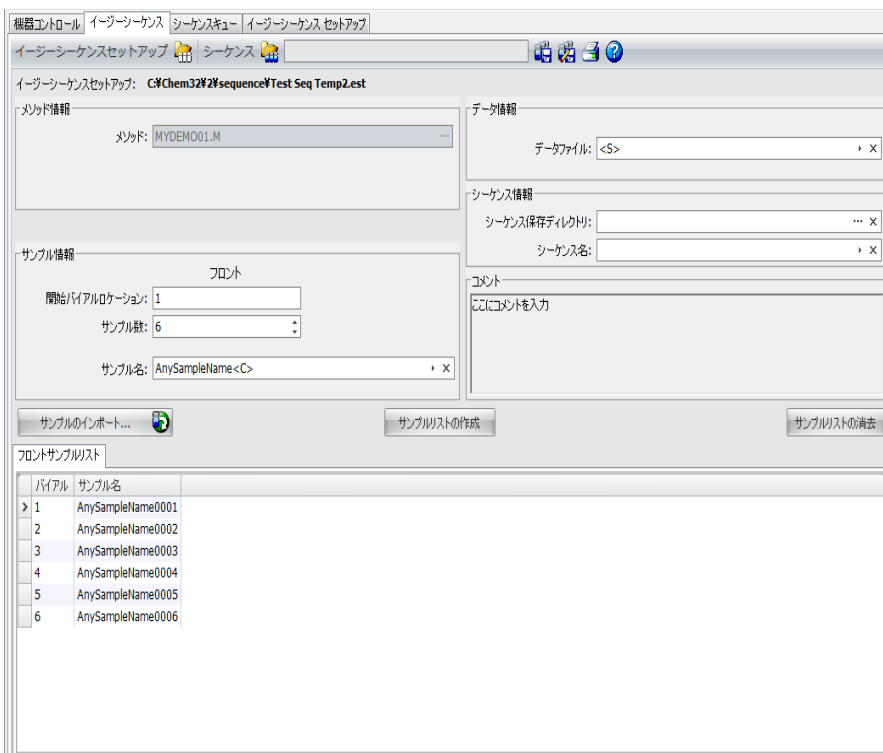 機器コントロール イージーシーケンス シーケンスキュー イージーシーケンス セットアップ
イージーシーケンスセットアップ シーケンス
イージーシーケンスセットアップ: C:¥Chem32¥2¥sequence¥Test Seq Temp2.est
メソッド情報
メソッド: MYDEMO01.M ...
データ情報
データファイル: <S>
シーケンス情報
シーケンス保存ディレクトリ: ... x
シーケンス名: x
サンプル情報
フロント
開始バイアルロケーション: 1
サンプル数: 6
サンプル名: AnySampleName<C> x
コメント
ここにコメントを入力
サンプルのインポート... サンプルリストの作成 サンプルリストの消去
フロントサンプルリスト
バイアル サンプル名
1 AnySampleName0001
2 AnySampleName0002
3 AnySampleName0003
4 AnySampleName0004
5 AnySampleName0005
6 AnySampleName0006